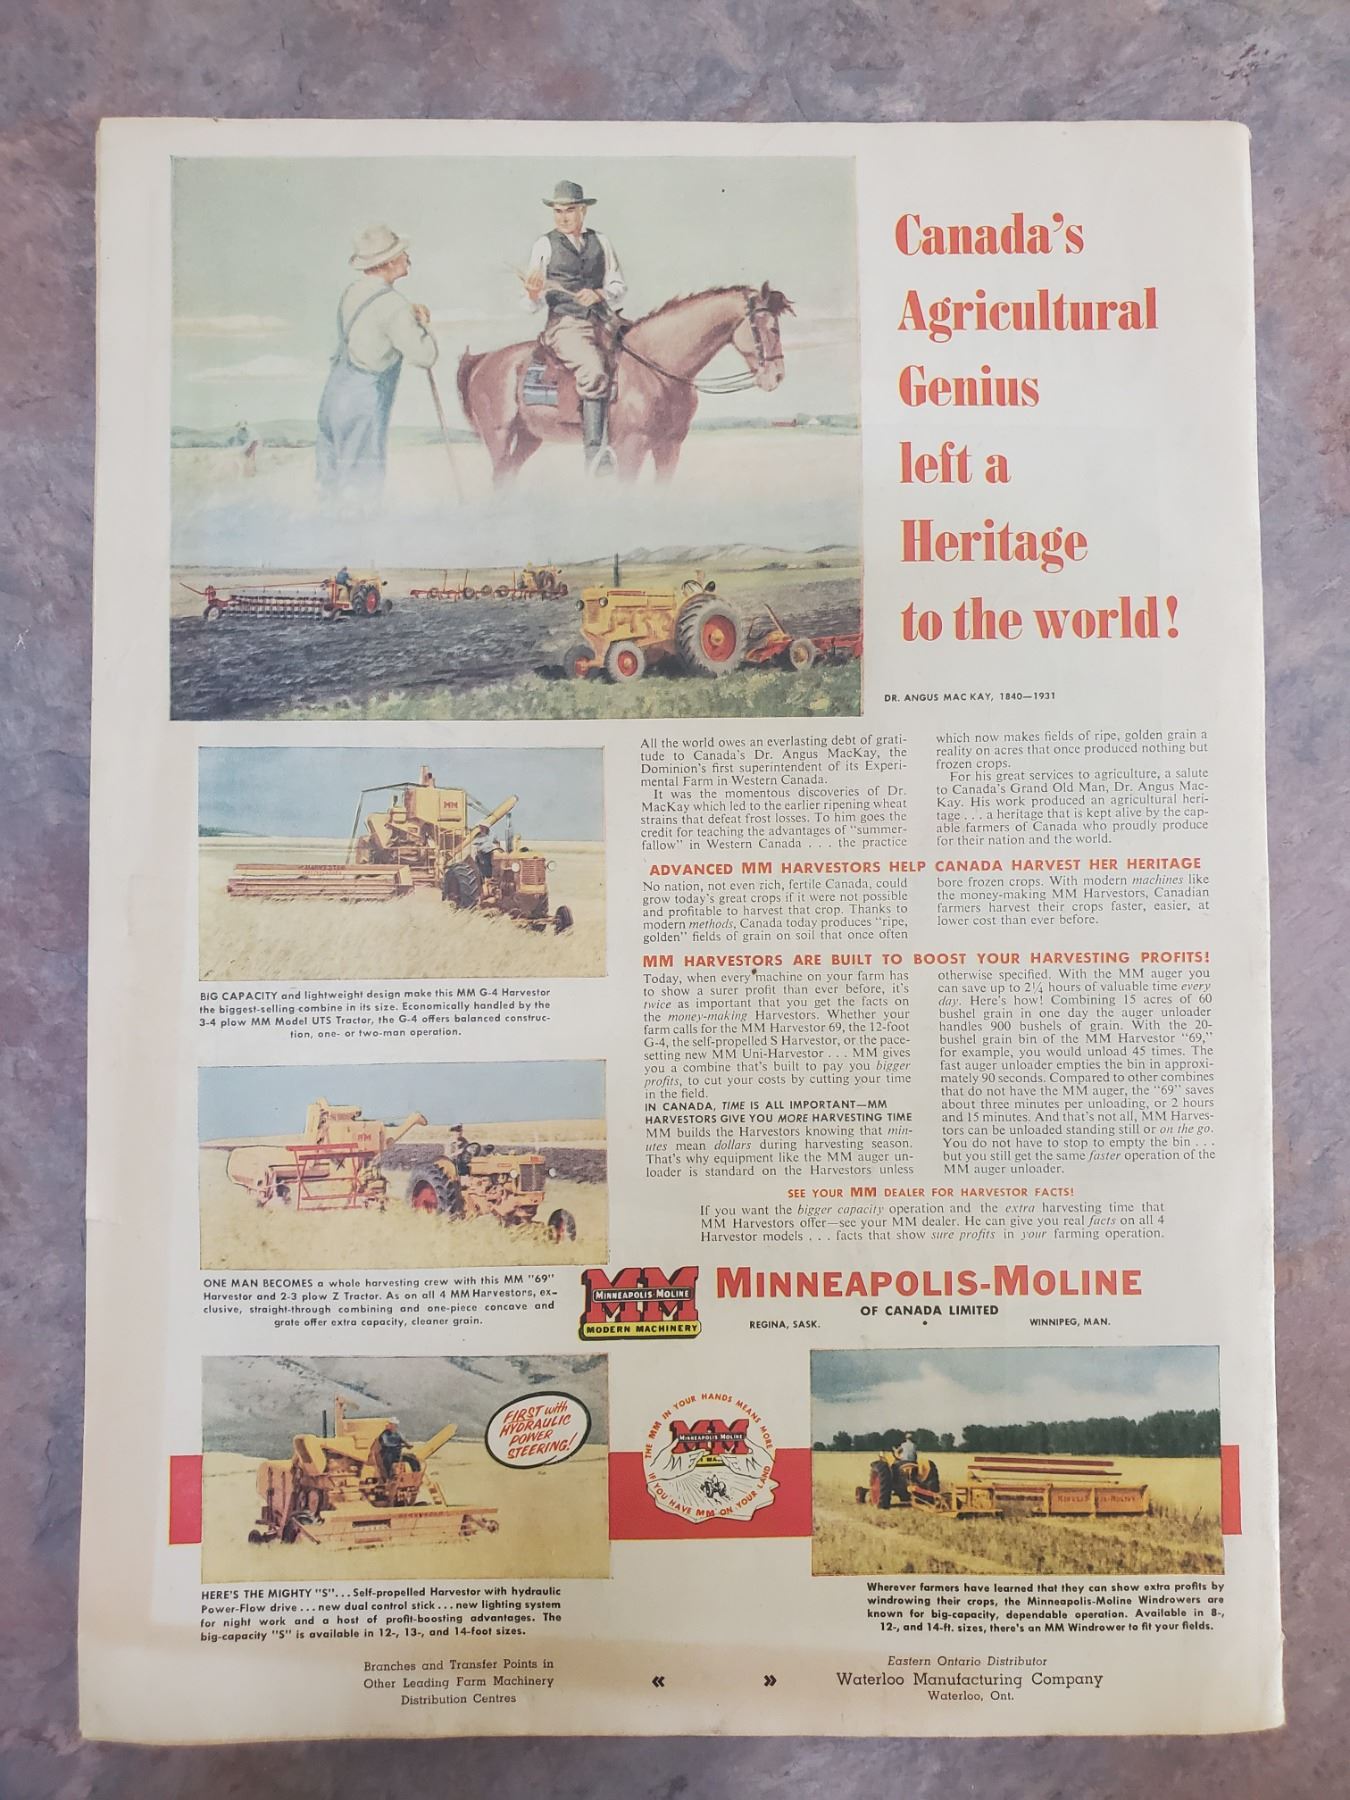 Canada's
Agricultural
Genius
left a
Heritage
to the world!
DR. ANGUS MAC KAY, 1840—1931
All the world owes an everlasting debt of grati-
tude to Canada's Dr. Angus MacKay, the
Dominion's first superintendent of its Experi-
mental Farm in Western Canada.
It was the momentous discoveries of Dr.
MacKay which led to the earlier ripening wheat
strains that defeat frost losses. To him goes the
credit for teaching the advantages of "summer-
fallow" in Western Canada . . . the practice
which now makes fields of ripe, golden grain a
reality on acres that once produced nothing but
frozen crops.
For his great services to agriculture, a salute
to Canada's Grand Old Man, Dr. Angus Mac-
Kay. His work produced an agricultural heri-
tage . . . a heritage that is kept alive by the cap-
able farmers of Canada who proudly produce
for their nation and the world.
ADVANCED MM HARVESTORS HELP CANADA HARVEST HER HERITAGE
No nation, not even rich, fertile Canada, could
grow today's great crops if it were not possible
and profitable to harvest that crop. Thanks to
modern methods, Canada today produces "ripe,
golden" fields of grain on soil that once often
bore frozen crops. With modern machines like
the money-making MM Harvestors, Canadian
farmers harvest their crops faster, easier, at
lower cost than ever before.
MM HARVESTORS ARE BUILT TO BOOST YOUR HARVESTING PROFITS!
Today, when every machine on your farm has
to show a surer profit than ever before, it's
twice as important that you get the facts on
the money-making Harvestors. Whether your
farm calls for the MM Harvestor 69, the 12-foot
G-4, the self-propelled S Harvestor, or the pace-
setting new MM Uni-Harvestor . . . MM gives
you a combine that's built to pay you bigger
profits, to cut your costs by cutting your time
in the field.
IN CANADA, TIME IS ALL IMPORTANT—MM
HARVESTORS GIVE YOU MORE HARVESTING TIME
MM builds the Harvestors knowing that min-
utes mean dollars during harvesting season.
That's why equipment like the MM auger un-
loader is standard on the Harvestors unless
otherwise specified. With the MM auger you
can save up to 2¼ hours of valuable time every
day. Here's how! Combining 15 acres of 60
bushel grain in one day the auger unloader
handles 900 bushels of grain. With the 20-
bushel grain bin of the MM Harvestor "69,"
for example, you would unload 45 times. The
fast auger unloader empties the bin in approxi-
mately 90 seconds. Compared to other combines
that do not have the MM auger, the "69" saves
about three minutes per unloading, or 2 hours
and 15 minutes. And that's not all, MM Harves-
tors can be unloaded standing still or on the go.
You do not have to stop to empty the bin . . .
but you still get the same faster operation of the
MM auger unloader.
SEE YOUR MM DEALER FOR HARVESTOR FACTS!
If you want the bigger capacity operation and the extra harvesting time that
MM Harvestors offer—see your MM dealer. He can give you real facts on all 4
Harvestor models . . . facts that show sure profits in your farming operation.
MM
BIG CAPACITY and lightweight design make this MM G-4 Harvestor
the biggest-selling combine in its size. Economically handled by the
3-4 plow MM Model UTS Tractor, the G-4 offers balanced construc-
tion, one- or two-man operation.
MM
ONE MAN BECOMES a whole harvesting crew with this MM "69"
Harvestor and 2-3 plow Z Tractor. As on all 4 MM Harvestors, ex-
clusive, straight-through combining and one-piece concave and
grate offer extra capacity, cleaner grain.
MM
MINNEAPOLIS-MOLINE
MODERN MACHINERY
MINNEAPOLIS-MOLINE
OF CANADA LIMITED
REGINA, SASK. • WINNIPEG, MAN.
FIRST with
HYDRAULIC
POWER
STEERING!
HERE'S THE MIGHTY "S"... Self-propelled Harvestor with hydraulic
Power-Flow drive . . . new dual control stick . . . new lighting system
for night work and a host of profit-boosting advantages. The
big-capacity "S" is available in 12-, 13-, and 14-foot sizes.
THE MM IN YOUR HANDS MEANS MORE
MM
MINNEAPOLIS MOLINE
IF YOU HAVE MM ON YOUR LAND
MINNEAPOLIS-MOLINE
Wherever farmers have learned that they can show extra profits by
windrowing their crops, the Minneapolis-Moline Windrowers are
known for big-capacity, dependable operation. Available in 8-,
12-, and 14-ft. sizes, there's an MM Windrower to fit your fields.
Branches and Transfer Points in
Other Leading Farm Machinery
Distribution Centres
« »
Eastern Ontario Distributor
Waterloo Manufacturing Company
Waterloo, Ont.